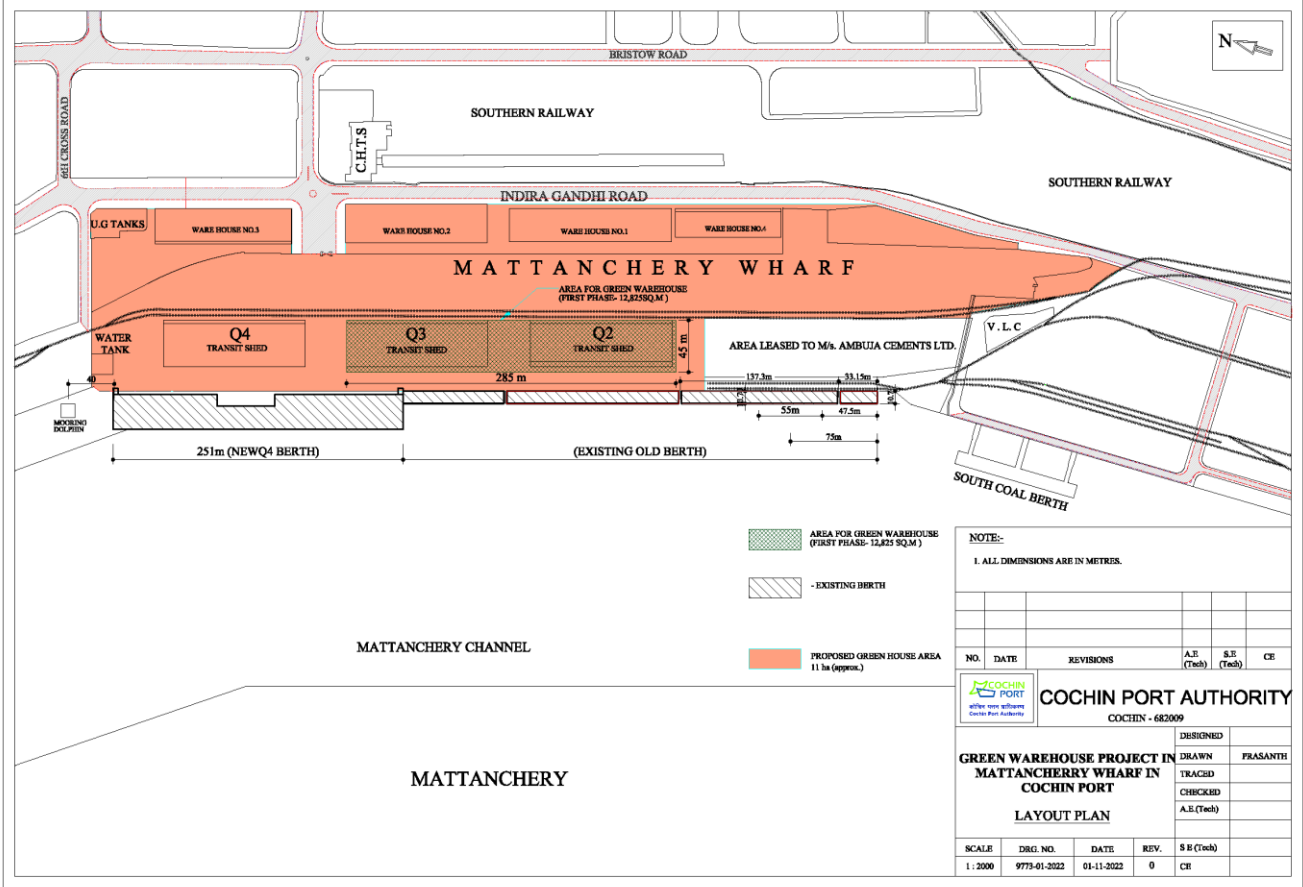 BRISTOW ROAD
N
6tH CROSS ROAD
SOUTHERN RAILWAY
C.H.T.S
SOUTHERN RAILWAY
INDIRA GANDHI ROAD
U.G TANKS
WARE HOUSE NO.3
WARE HOUSE NO.2
WARE HOUSE NO.1
WARE HOUSE NO.4
MATTANCHERY WHARF
AREA FOR GREEN WAREHOUSE
(FIRST PHASE- 12,825SQ.M )
WATER
TANK
Q4
TRANSIT SHED
Q3
TRANSIT SHED
Q2
TRANSIT SHED
45 m
V.L.C
AREA LEASED TO M/s. AMBUJA CEMENTS LTD.
40
285 m
137.3m
33.15m
MOORING
DOLPHIN
55m
47.5m
75m
251m (NEWQ4 BERTH)
(EXISTING OLD BERTH)
SOUTH COAL BERTH
AREA FOR GREEN WAREHOUSE
(FIRST PHASE- 12,825 SQ.M )
- EXISTING BERTH
PROPOSED GREEN HOUSE AREA
11 ha (approx.)
MATTANCHERY CHANNEL
MATTANCHERY
NOTE:-
1. ALL DIMENSIONS ARE IN METRES.
NO. DATE REVISIONS A.E (Tech) S.E (Tech) CE
COCHIN
PORT
कोचिन पत्तन प्राधिकरण
Cochin Port Authority
COCHIN PORT AUTHORITY
COCHIN - 682009
GREEN WAREHOUSE PROJECT IN
MATTANCHERRY WHARF IN
COCHIN PORT
LAYOUT PLAN
DESIGNED
DRAWN PRASANTH
TRACED
CHECKED
A.E.(Tech)
S E (Tech)
CE
SCALE DRG. NO. DATE REV.
1 : 2000 9773-01-2022 01-11-2022 0